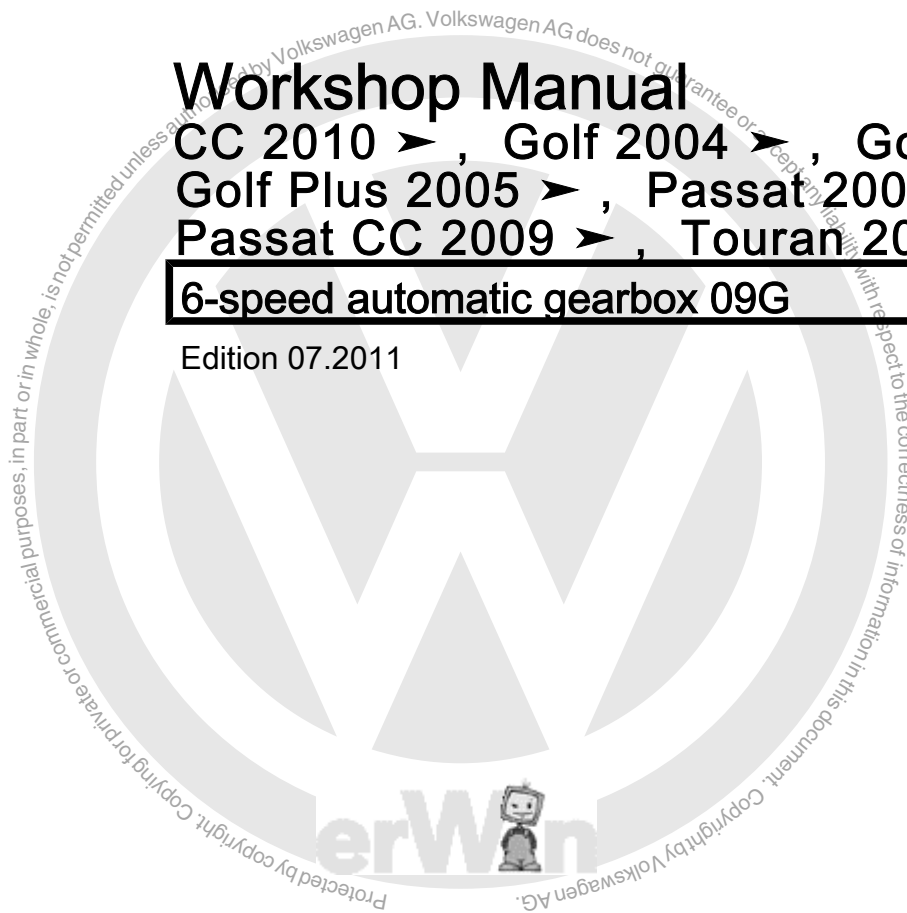 Workshop Manual
CC 2010 ➤ , Golf 2004 ➤ , Go
Golf Plus 2005 ➤ , Passat 200
Passat CC 2009 ➤ , Touran 20
6-speed automatic gearbox 09G
Edition 07.2011
erWin
Protected by copyright. Copying for private or commercial purposes, in part or in whole, is not permitted unless authorised by Volkswagen AG. Volkswagen AG does not guarantee or accept any liability with respect to the correctness of information in this document. Copyright by Volkswagen AG.